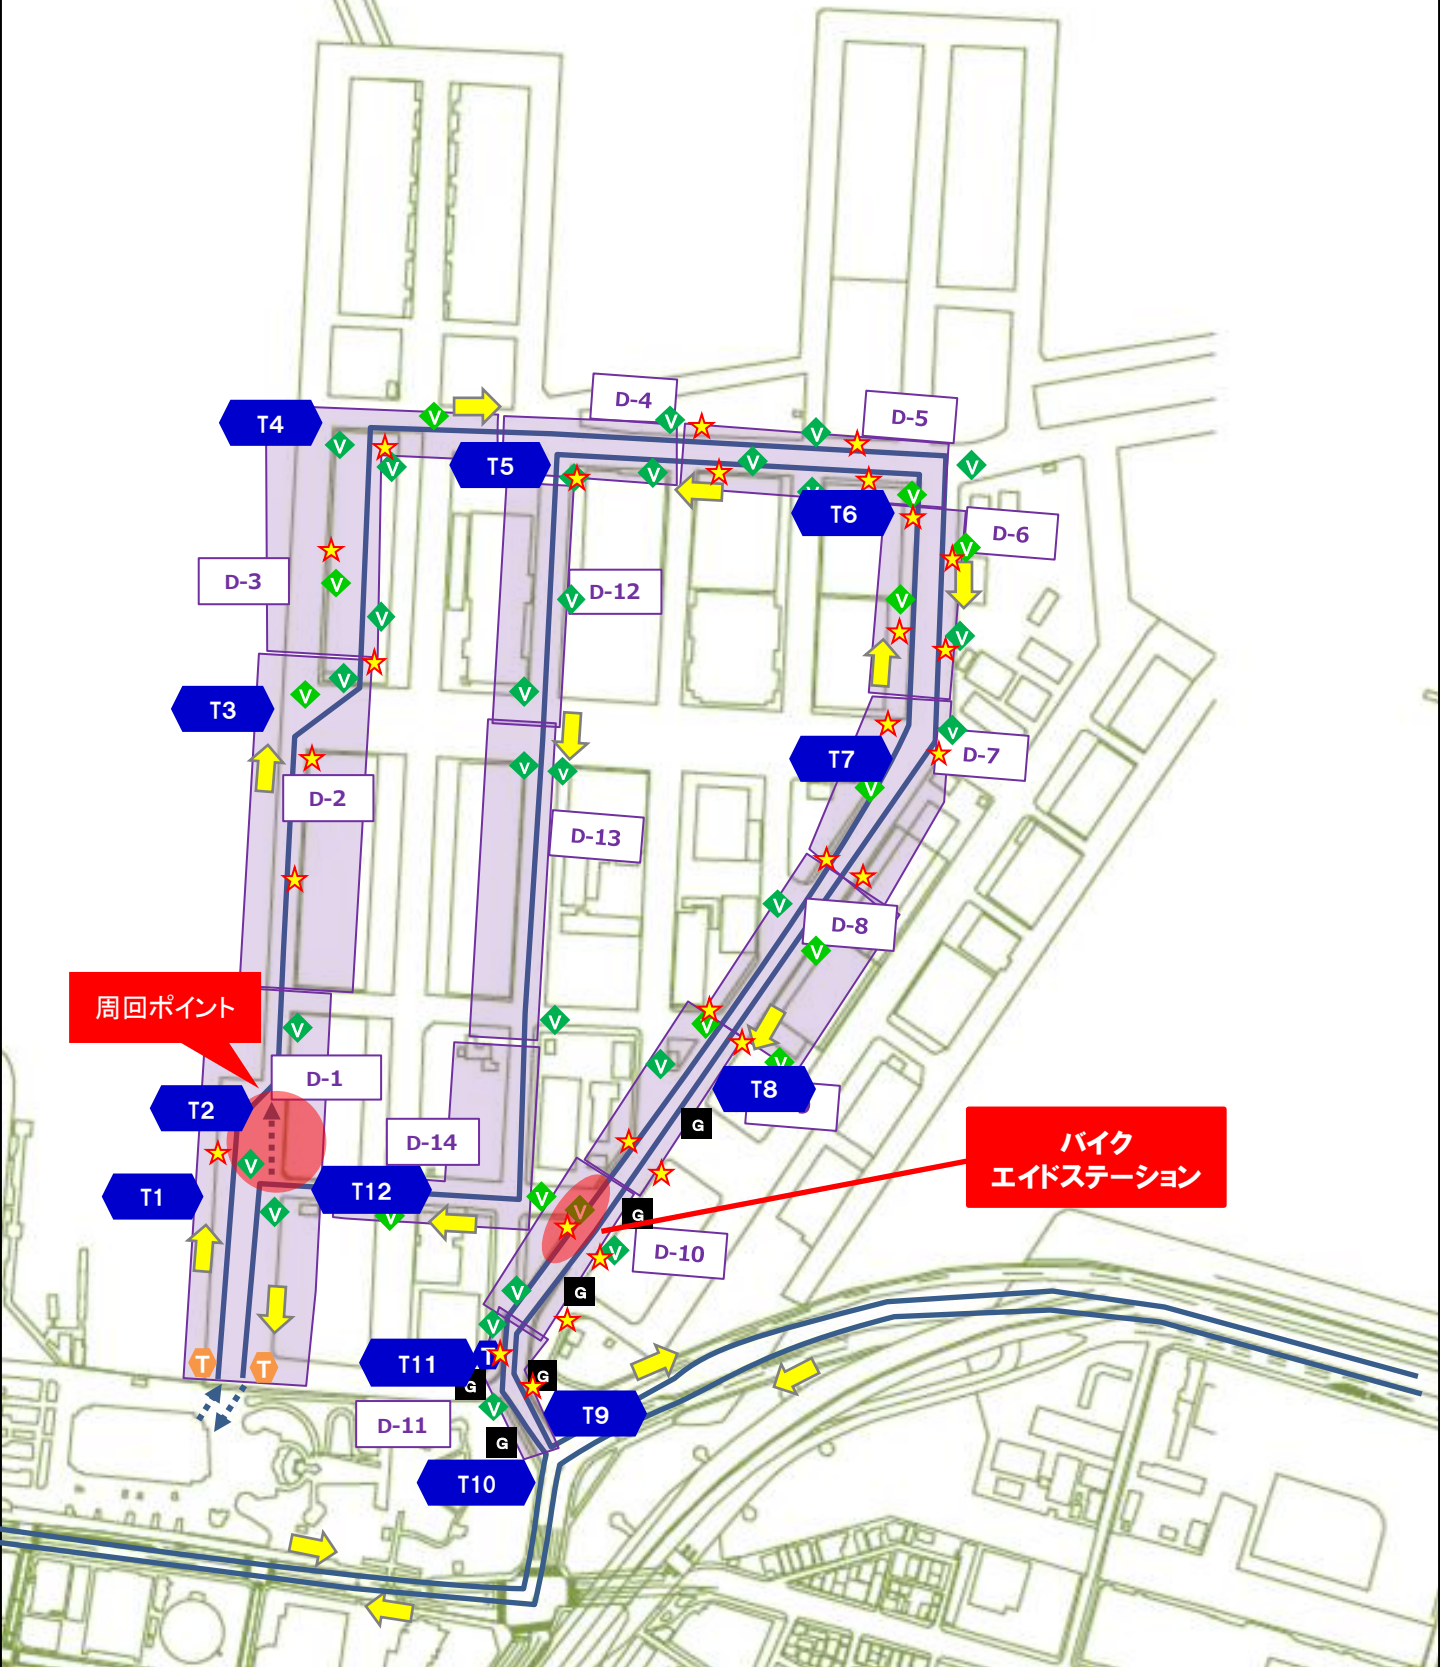 D-4
D-5
T4
V
V
V
V
V
V
T5
V
V
V
V
V
T6
D-6
V
D-3
V
D-12
V
V
V
V
T3
V
V
V
T7
V
D-7
V
V
V
D-2
D-13
V
D-8
V
周回ポイント
V
V
V
V
V
D-1
T8
T2
G
D-14
バイク
エイドステーション
V
T1
T12
V
V
V
V
G
V
D-10
V
G
V
T
T
T11
T
G
G
V
T9
D-11
G
T10